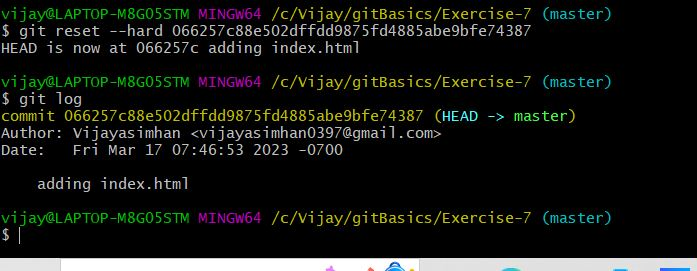 vijay@LAPTOP-M8G05STM MINGW64 /c/Vijay/gitBasics/Exercise-7 (master)
$ git reset --hard 066257c88e502dffdd9875fd4885abe9bfe74387
HEAD is now at 066257c adding index.html
vijay@LAPTOP-M8G05STM MINGW64 /c/Vijay/gitBasics/Exercise-7 (master)
$ git log
commit 066257c88e502dffdd9875fd4885abe9bfe74387 (HEAD -> master)
Author: Vijayasimhan <vijayasimhan0397@gmail.com>
Date:   Fri Mar 17 07:46:53 2023 -0700
    adding index.html
vijay@LAPTOP-M8G05STM MINGW64 /c/Vijay/gitBasics/Exercise-7 (master)
$